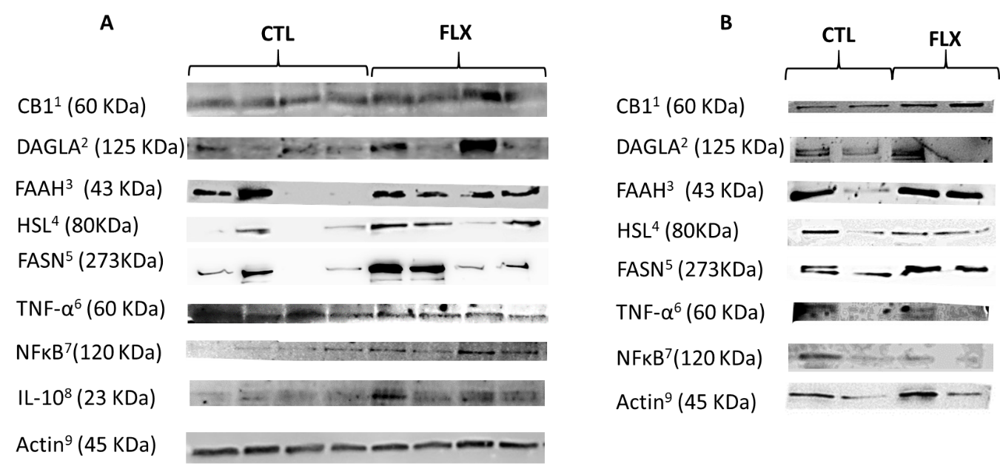 A
CTL
FLX
CB1¹ (60 KDa)
DAGLA² (125 KDa)
FAAH³ (43 KDa)
HSL⁴ (80KDa)
FASN⁵ (273KDa)
TNF-α⁶ (60 KDa)
NFκB⁷(120 KDa)
IL-10⁸ (23 KDa)
Actin⁹ (45 KDa)
B
CTL
FLX
CB1¹ (60 KDa)
DAGLA² (125 KDa)
FAAH³ (43 KDa)
HSL⁴ (80KDa)
FASN⁵ (273KDa)
TNF-α⁶ (60 KDa)
NFκB⁷(120 KDa)
Actin⁹ (45 KDa)